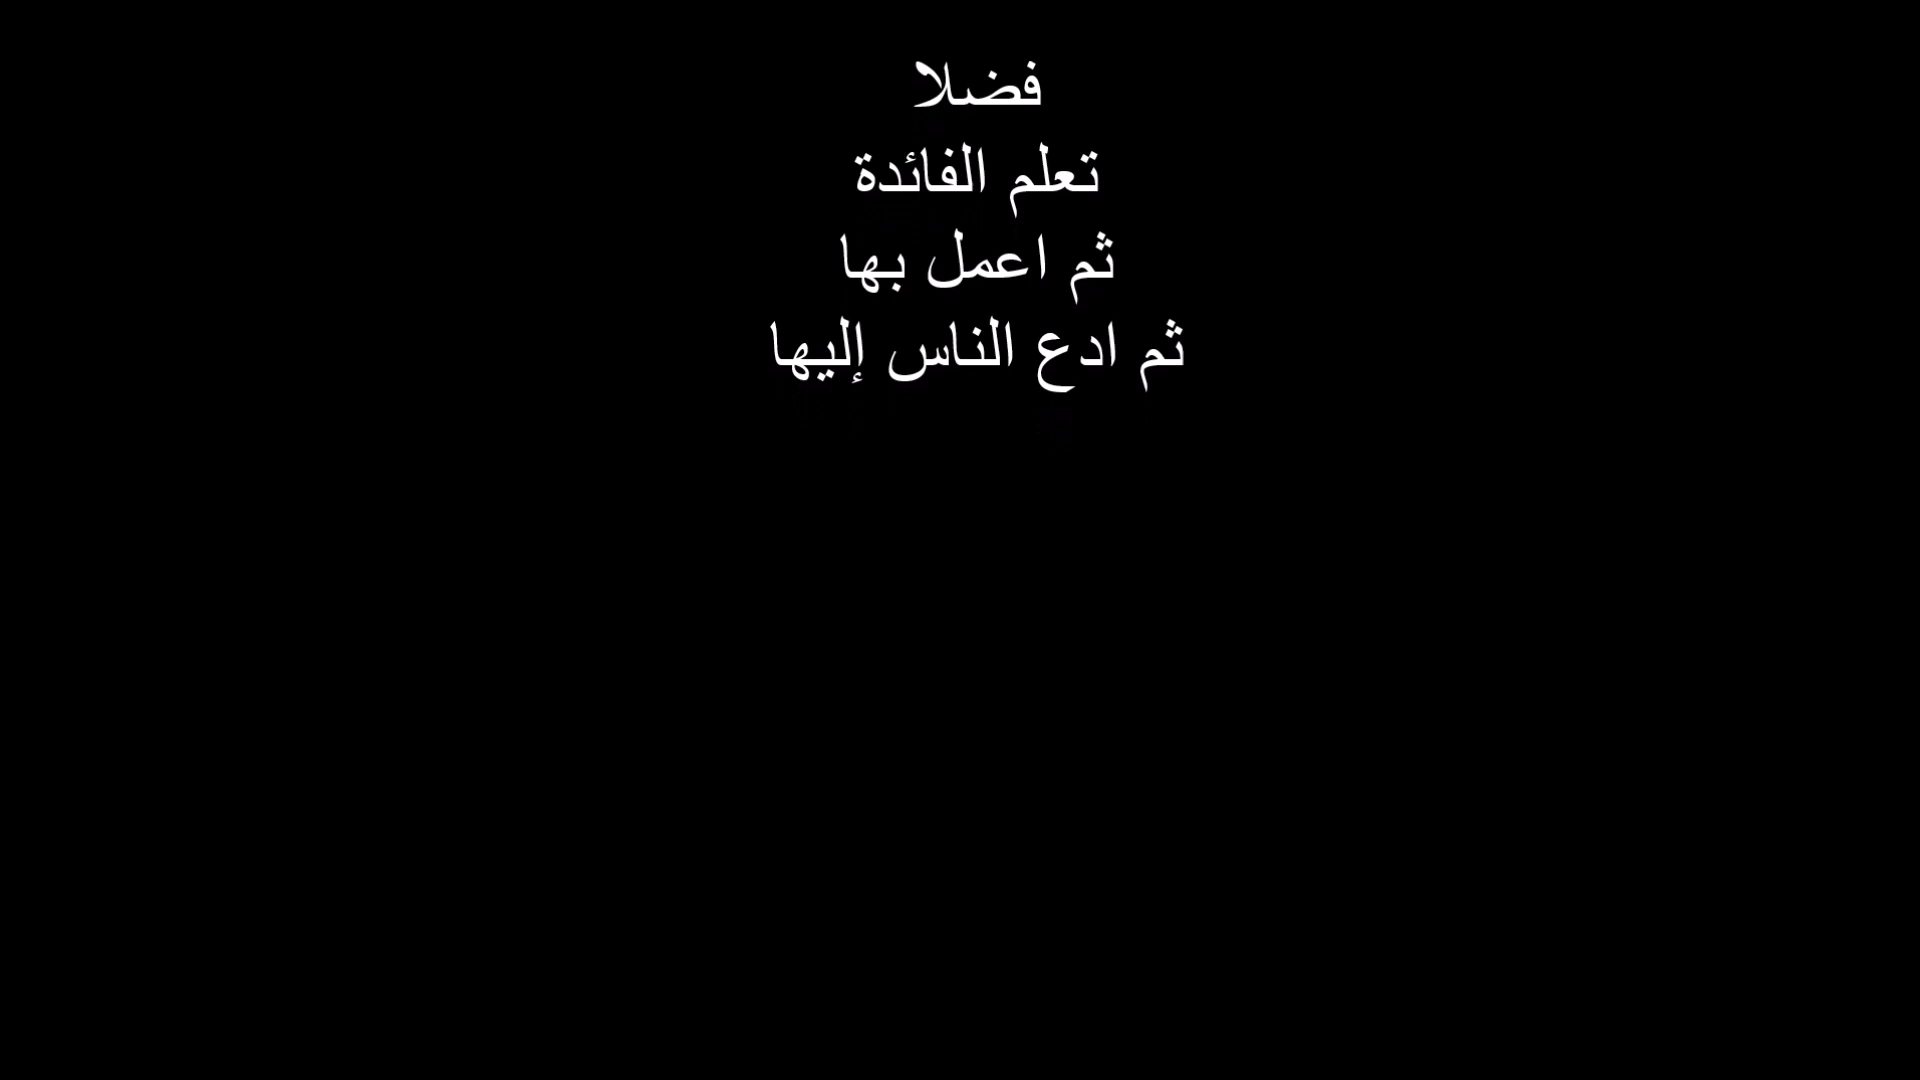 فضلا
تعلم الفائدة
ثم اعمل بها
ثم ادع الناس إليها